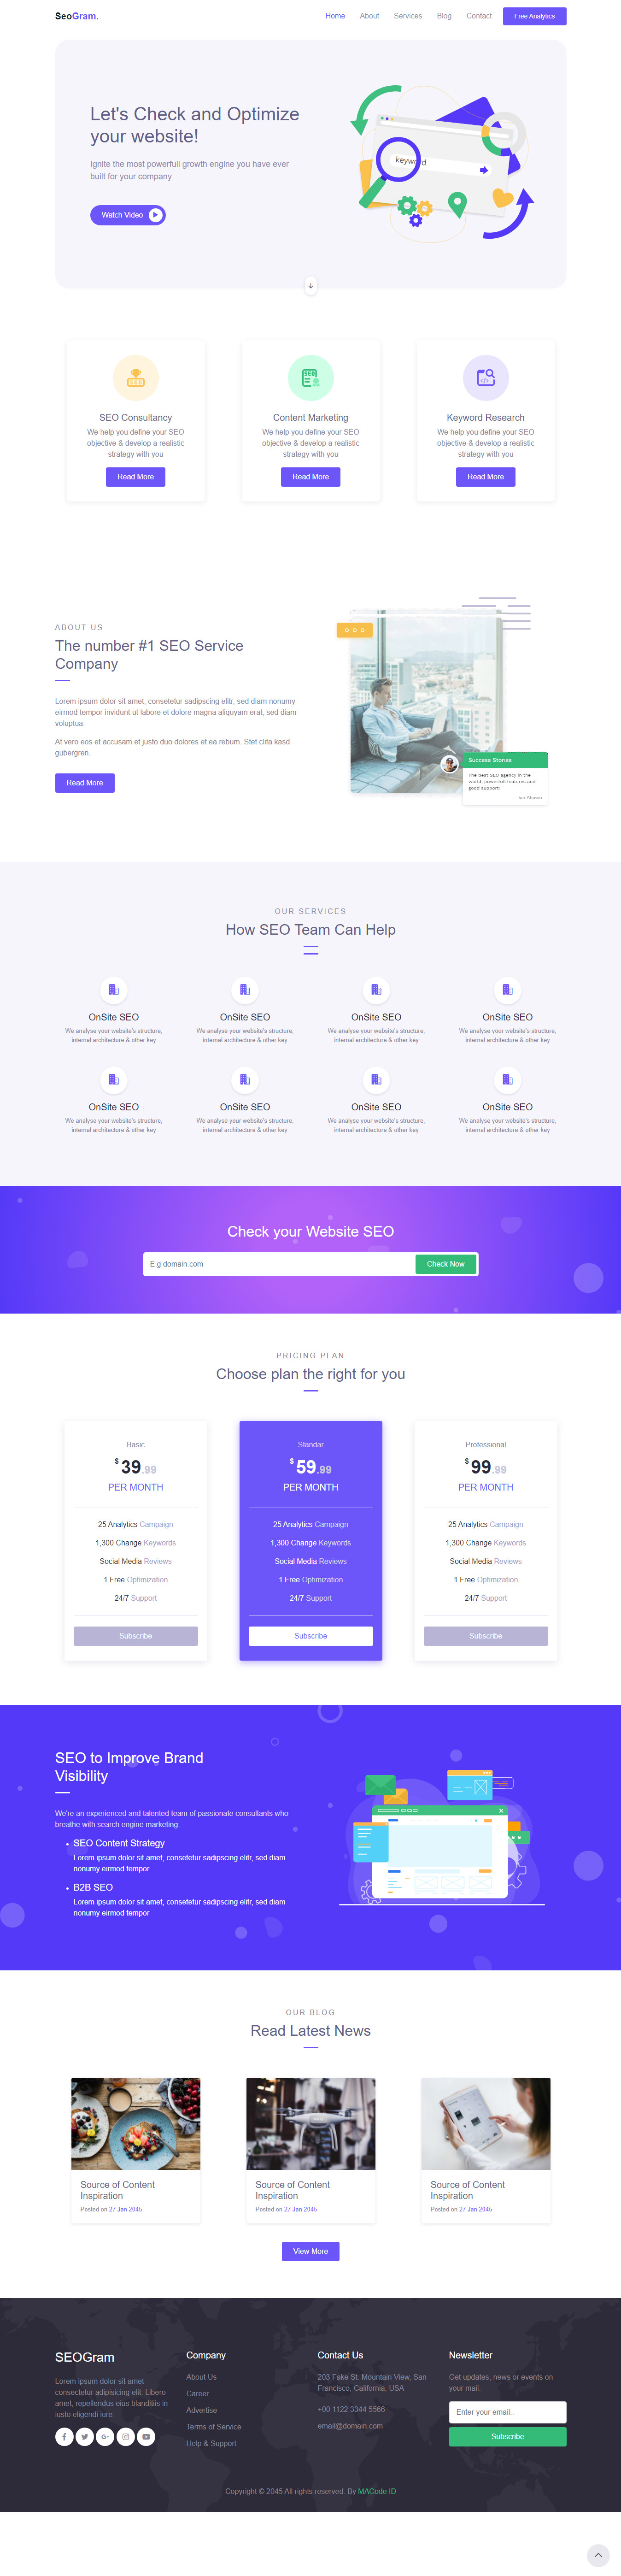 SeoGram.
Home About Services Blog Contact Free Analytics
Let's Check and Optimize
your website!
Ignite the most powerfull growth engine you have ever
built for your company
Watch Video
keyword
SEO Consultancy
We help you define your SEO
objective & develop a realistic
strategy with you
Read More
Content Marketing
We help you define your SEO
objective & develop a realistic
strategy with you
Read More
Keyword Research
We help you define your SEO
objective & develop a realistic
strategy with you
Read More
ABOUT US
The number #1 SEO Service
Company
Lorem ipsum dolor sit amet, consetetur sadipscing elitr, sed diam nonumy
eirmod tempor invidunt ut labore et dolore magna aliquyam erat, sed diam
voluptua.
At vero eos et accusam et justo duo dolores et ea rebum. Stet clita kasd
gubergren.
Read More
Success Stories
The best SEO agency in the
world, powerfull features and
good support!
- Ian Shawn
OUR SERVICES
How SEO Team Can Help
OnSite SEO
We analyse your website's structure,
internal architecture & other key
OnSite SEO
We analyse your website's structure,
internal architecture & other key
OnSite SEO
We analyse your website's structure,
internal architecture & other key
OnSite SEO
We analyse your website's structure,
internal architecture & other key
OnSite SEO
We analyse your website's structure,
internal architecture & other key
OnSite SEO
We analyse your website's structure,
internal architecture & other key
OnSite SEO
We analyse your website's structure,
internal architecture & other key
OnSite SEO
We analyse your website's structure,
internal architecture & other key
Check your Website SEO
E.g domain.com
Check Now
PRICING PLAN
Choose plan the right for you
Basic
$39.99
PER MONTH
25 Analytics Campaign
1,300 Change Keywords
Social Media Reviews
1 Free Optimization
24/7 Support
Subscribe
Standar
$59.99
PER MONTH
25 Analytics Campaign
1,300 Change Keywords
Social Media Reviews
1 Free Optimization
24/7 Support
Subscribe
Professional
$99.99
PER MONTH
25 Analytics Campaign
1,300 Change Keywords
Social Media Reviews
1 Free Optimization
24/7 Support
Subscribe
SEO to Improve Brand
Visibility
We're an experienced and talented team of passionate consultants who
breathe with search engine marketing.
SEO Content Strategy
Lorem ipsum dolor sit amet, consetetur sadipscing elitr, sed diam
nonumy eirmod tempor
B2B SEO
Lorem ipsum dolor sit amet, consetetur sadipscing elitr, sed diam
nonumy eirmod tempor
OUR BLOG
Read Latest News
Source of Content
Inspiration
Posted on 27 Jan 2045
Source of Content
Inspiration
Posted on 27 Jan 2045
Source of Content
Inspiration
Posted on 27 Jan 2045
View More
SEOGram
Lorem ipsum dolor sit amet
consectetur adipisicing elit. Libero
amet, repellendus eius blanditiis in
iusto eligendi iure.
Company
About Us
Career
Advertise
Terms of Service
Help & Support
Contact Us
203 Fake St. Mountain View, San
Francisco, California, USA
+00 1122 3344 5566
email@domain.com
Newsletter
Get updates, news or events on
your mail.
Enter your email..
Subscribe
Copyright © 2045 All rights reserved. By MACode ID